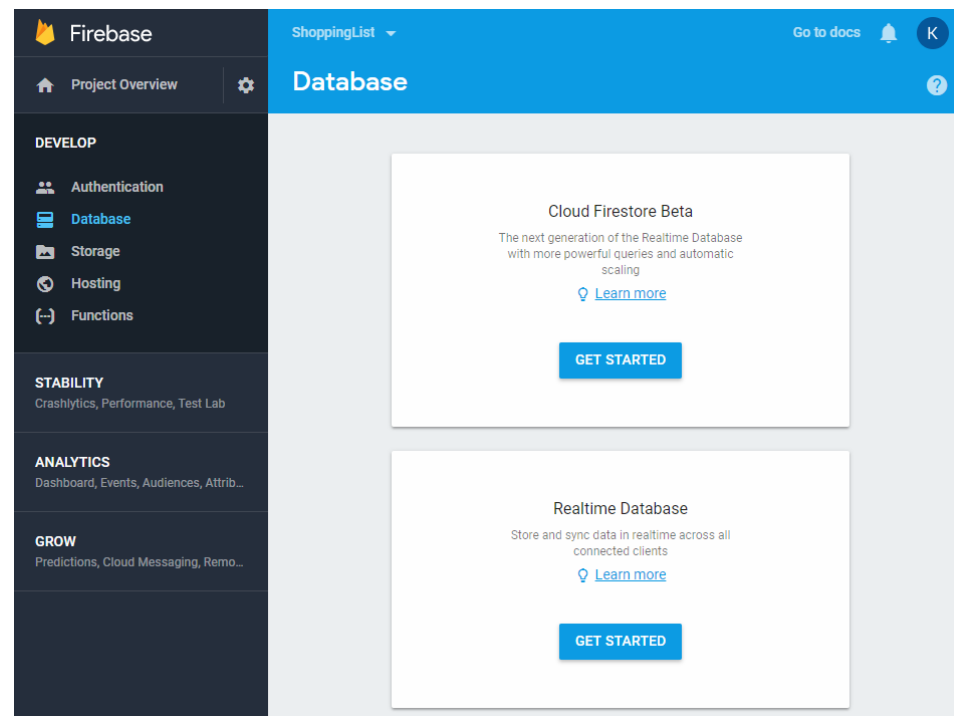 Firebase
Project Overview
DEVELOP
Authentication
Database
Storage
Hosting
Functions
STABILITY
Crashlytics, Performance, Test Lab
ANALYTICS
Dashboard, Events, Audiences, Attrib...
GROW
Predictions, Cloud Messaging, Remo...
ShoppingList
Go to docs
K
Database
?
Cloud Firestore Beta
The next generation of the Realtime Database
with more powerful queries and automatic
scaling
Learn more
GET STARTED
Realtime Database
Store and sync data in realtime across all
connected clients
Learn more
GET STARTED